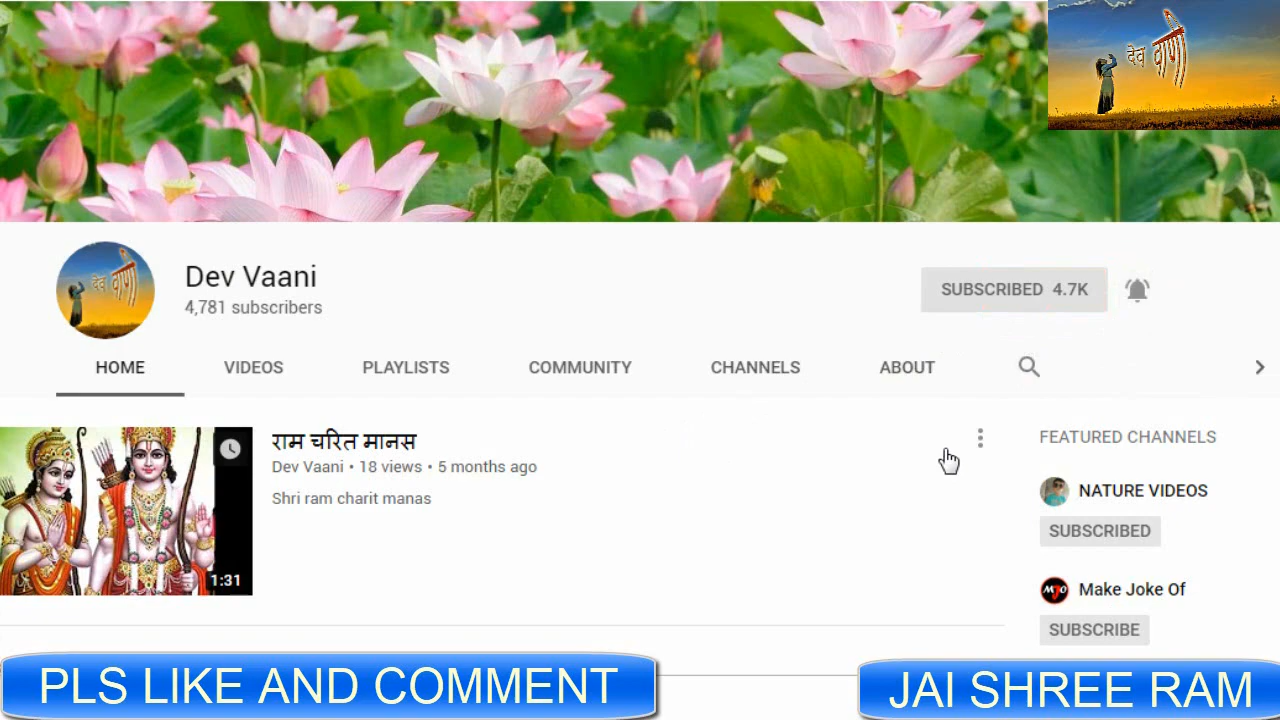 देव वाणी
देव वाणी
Dev Vaani
4,781 subscribers
SUBSCRIBED 4.7K
HOME VIDEOS PLAYLISTS COMMUNITY CHANNELS ABOUT
राम चरित मानस
Dev Vaani • 18 views • 5 months ago
Shri ram charit manas
1:31
FEATURED CHANNELS
NATURE VIDEOS
SUBSCRIBED
MJO Make Joke Of
SUBSCRIBE
PLS LIKE AND COMMENT
JAI SHREE RAM